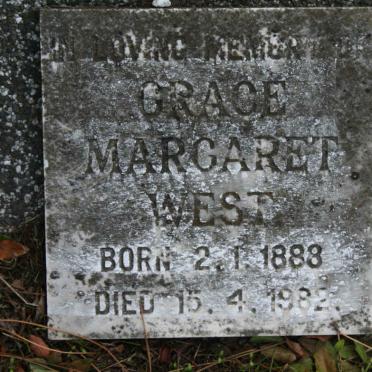 IN LOVING MEMORY OF
GRACE
MARGARET
WEST
BORN 2. 1. 1888
DIED 15. 4. 1982.